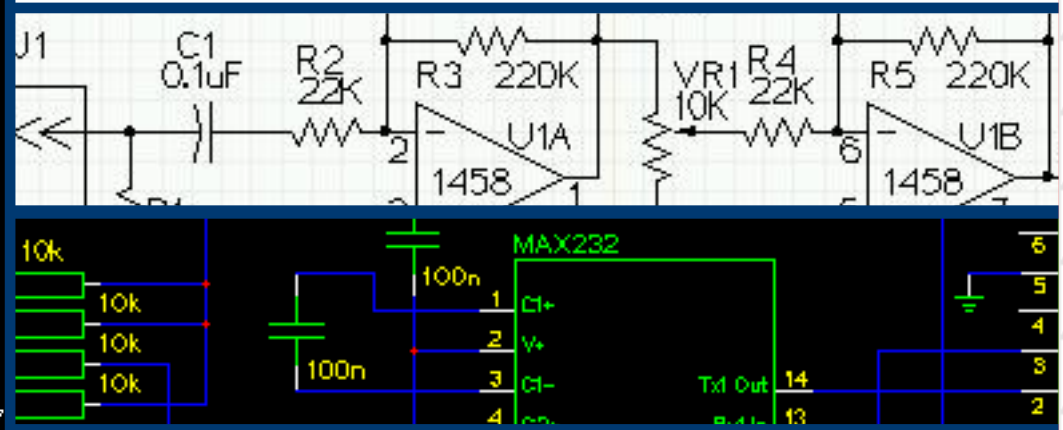 J1
C1
0.1uF
R2
22K
R3 220K
VR1
10K
R4
22K
R5 220K
2
U1A
1458
1
6
U1B
1458
10k
10k
10k
10k
100n
100n
MAX232
1 C1+
2 V+
3 C1-
4
Tx1 Out 14
13
6
5
4
3
2